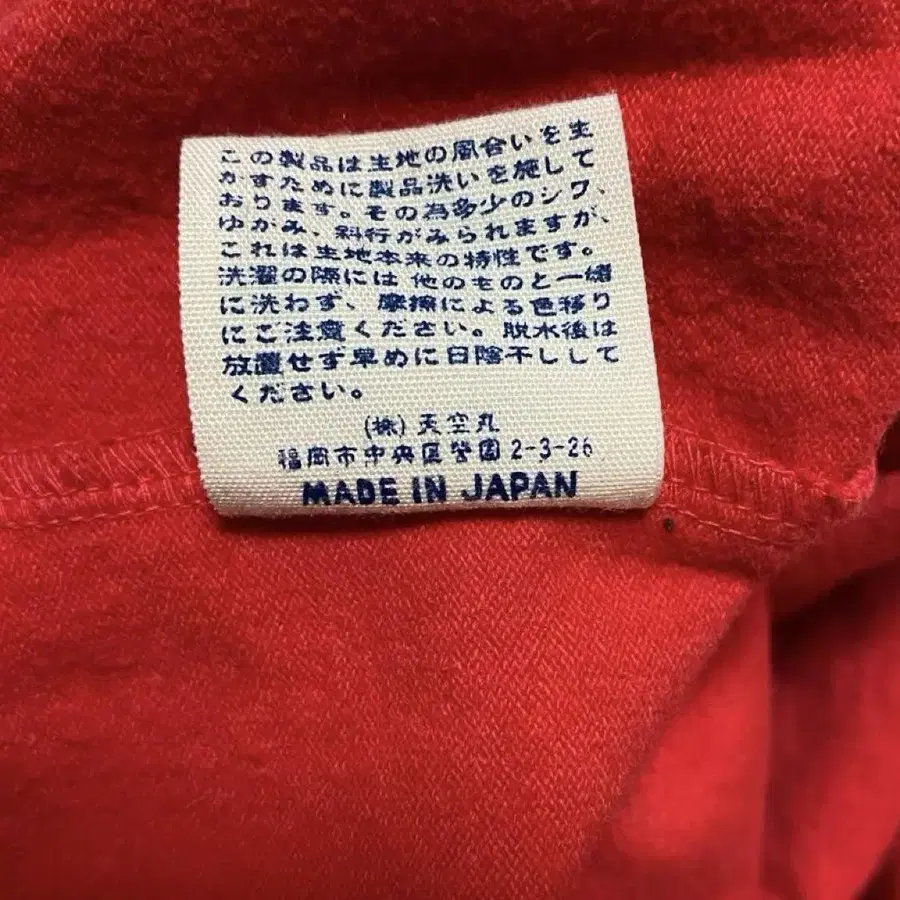 この製品は生地の風合いを生
かすために製品洗いを施して
おります。その為多少のシワ、
ゆがみ、斜行がみられますが、
これは生地本来の特性です。
洗濯の際には他のものと一緒
に洗わず、摩擦による色移り
にご注意ください。脱水後は
放置せず早めに日陰干しして
ください。
(株)天空丸
福岡市中央区警固2-3-26
MADE IN JAPAN